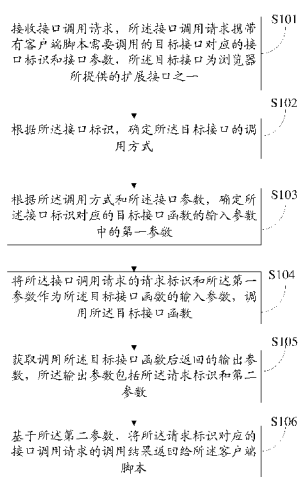 S101
接收接口调用请求，所述接口调用请求携带
有客户端脚本需要调用的目标接口对应的接
口标识和接口参数，所述目标接口为浏览器
所提供的扩展接口之一
S102
根据所述接口标识，确定所述目标接口的调
用方式
S103
根据所述调用方式和所述接口参数，确定所
述接口标识对应的目标接口函数的输入参数
中的第一参数
S104
将所述接口调用请求的请求标识和所述第一
参数作为所述目标接口函数的输入参数，调
用所述目标接口函数
S105
获取调用所述目标接口函数后返回的输出参
数，所述输出参数包括所述请求标识和第二
参数
S106
基于所述第二参数，将所述请求标识对应的
接口调用请求的调用结果返回给所述客户端
脚本